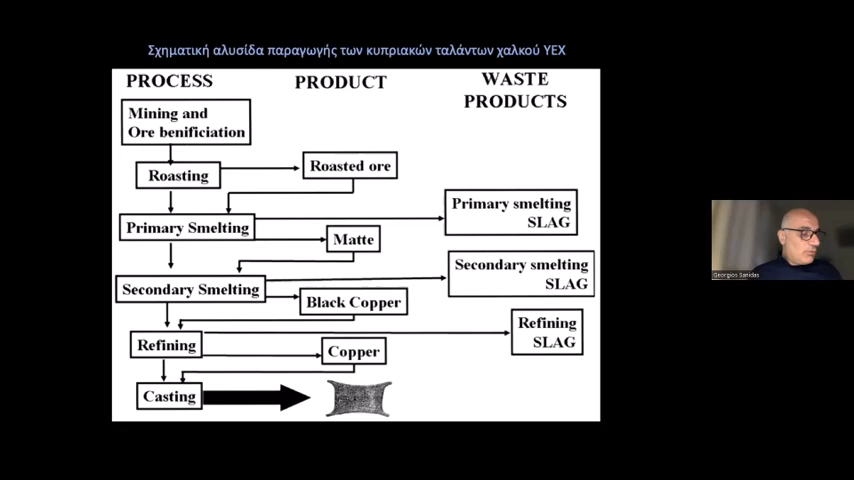 Σχηματική αλυσίδα παραγωγής των κυπριακών ταλάντων χαλκού ΥΕΧ
PROCESS
PRODUCT
WASTE
PRODUCTS
Mining and
Ore benificiation
Roasting
Roasted ore
Primary Smelting
Primary smelting
SLAG
Matte
Secondary Smelting
Secondary smelting
SLAG
Black Copper
Refining
Refining
SLAG
Copper
Casting
Georgios Sanidas